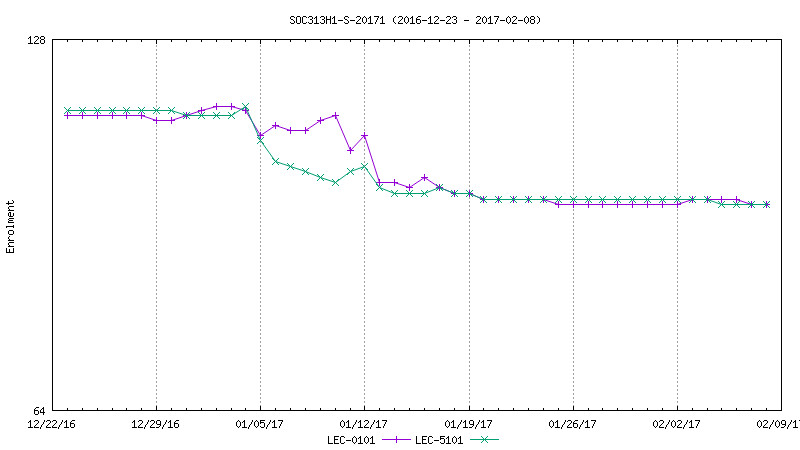 SOC313H1-S-20171 (2016-12-23 - 2017-02-08)
128
Enrolment
64
12/22/16 12/29/16 01/05/17 01/12/17 01/19/17 01/26/17 02/02/17 02/09/17
LEC-0101 LEC-5101